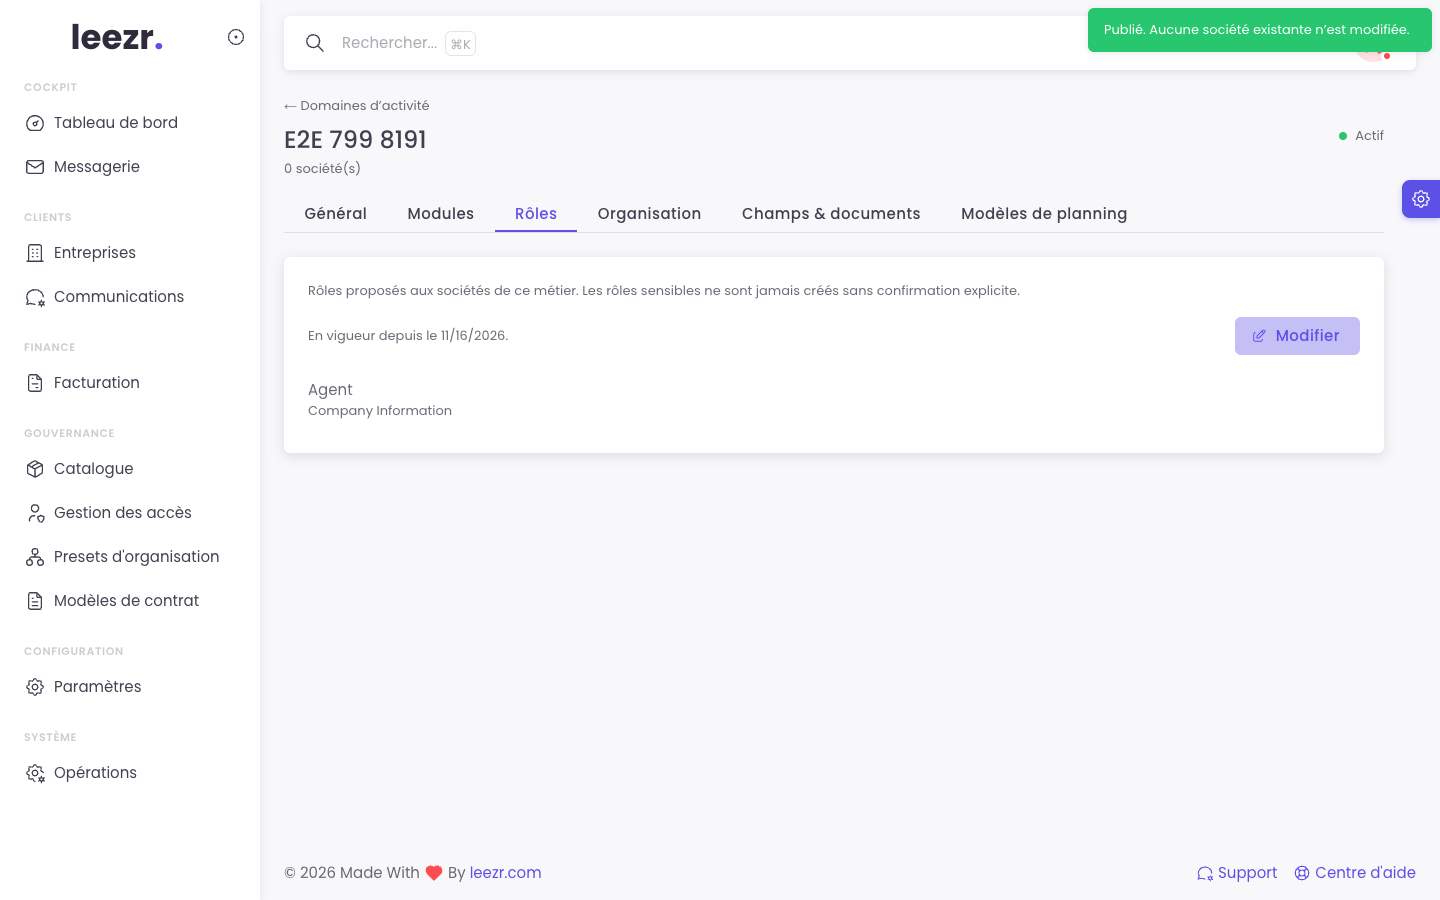 leezr.
COCKPIT
Tableau de bord
Messagerie
CLIENTS
Entreprises
Communications
FINANCE
Facturation
GOUVERNANCE
Catalogue
Gestion des accès
Presets d'organisation
Modèles de contrat
CONFIGURATION
Paramètres
SYSTÈME
Opérations
Rechercher... ⌘K
Publié. Aucune société existante n’est modifiée.
← Domaines d’activité
E2E 799 8191
Actif
0 société(s)
Général Modules Rôles Organisation Champs & documents Modèles de planning
Rôles proposés aux sociétés de ce métier. Les rôles sensibles ne sont jamais créés sans confirmation explicite.
En vigueur depuis le 11/16/2026.
Modifier
Agent
Company Information
© 2026 Made With ❤ By leezr.com
Support Centre d'aide